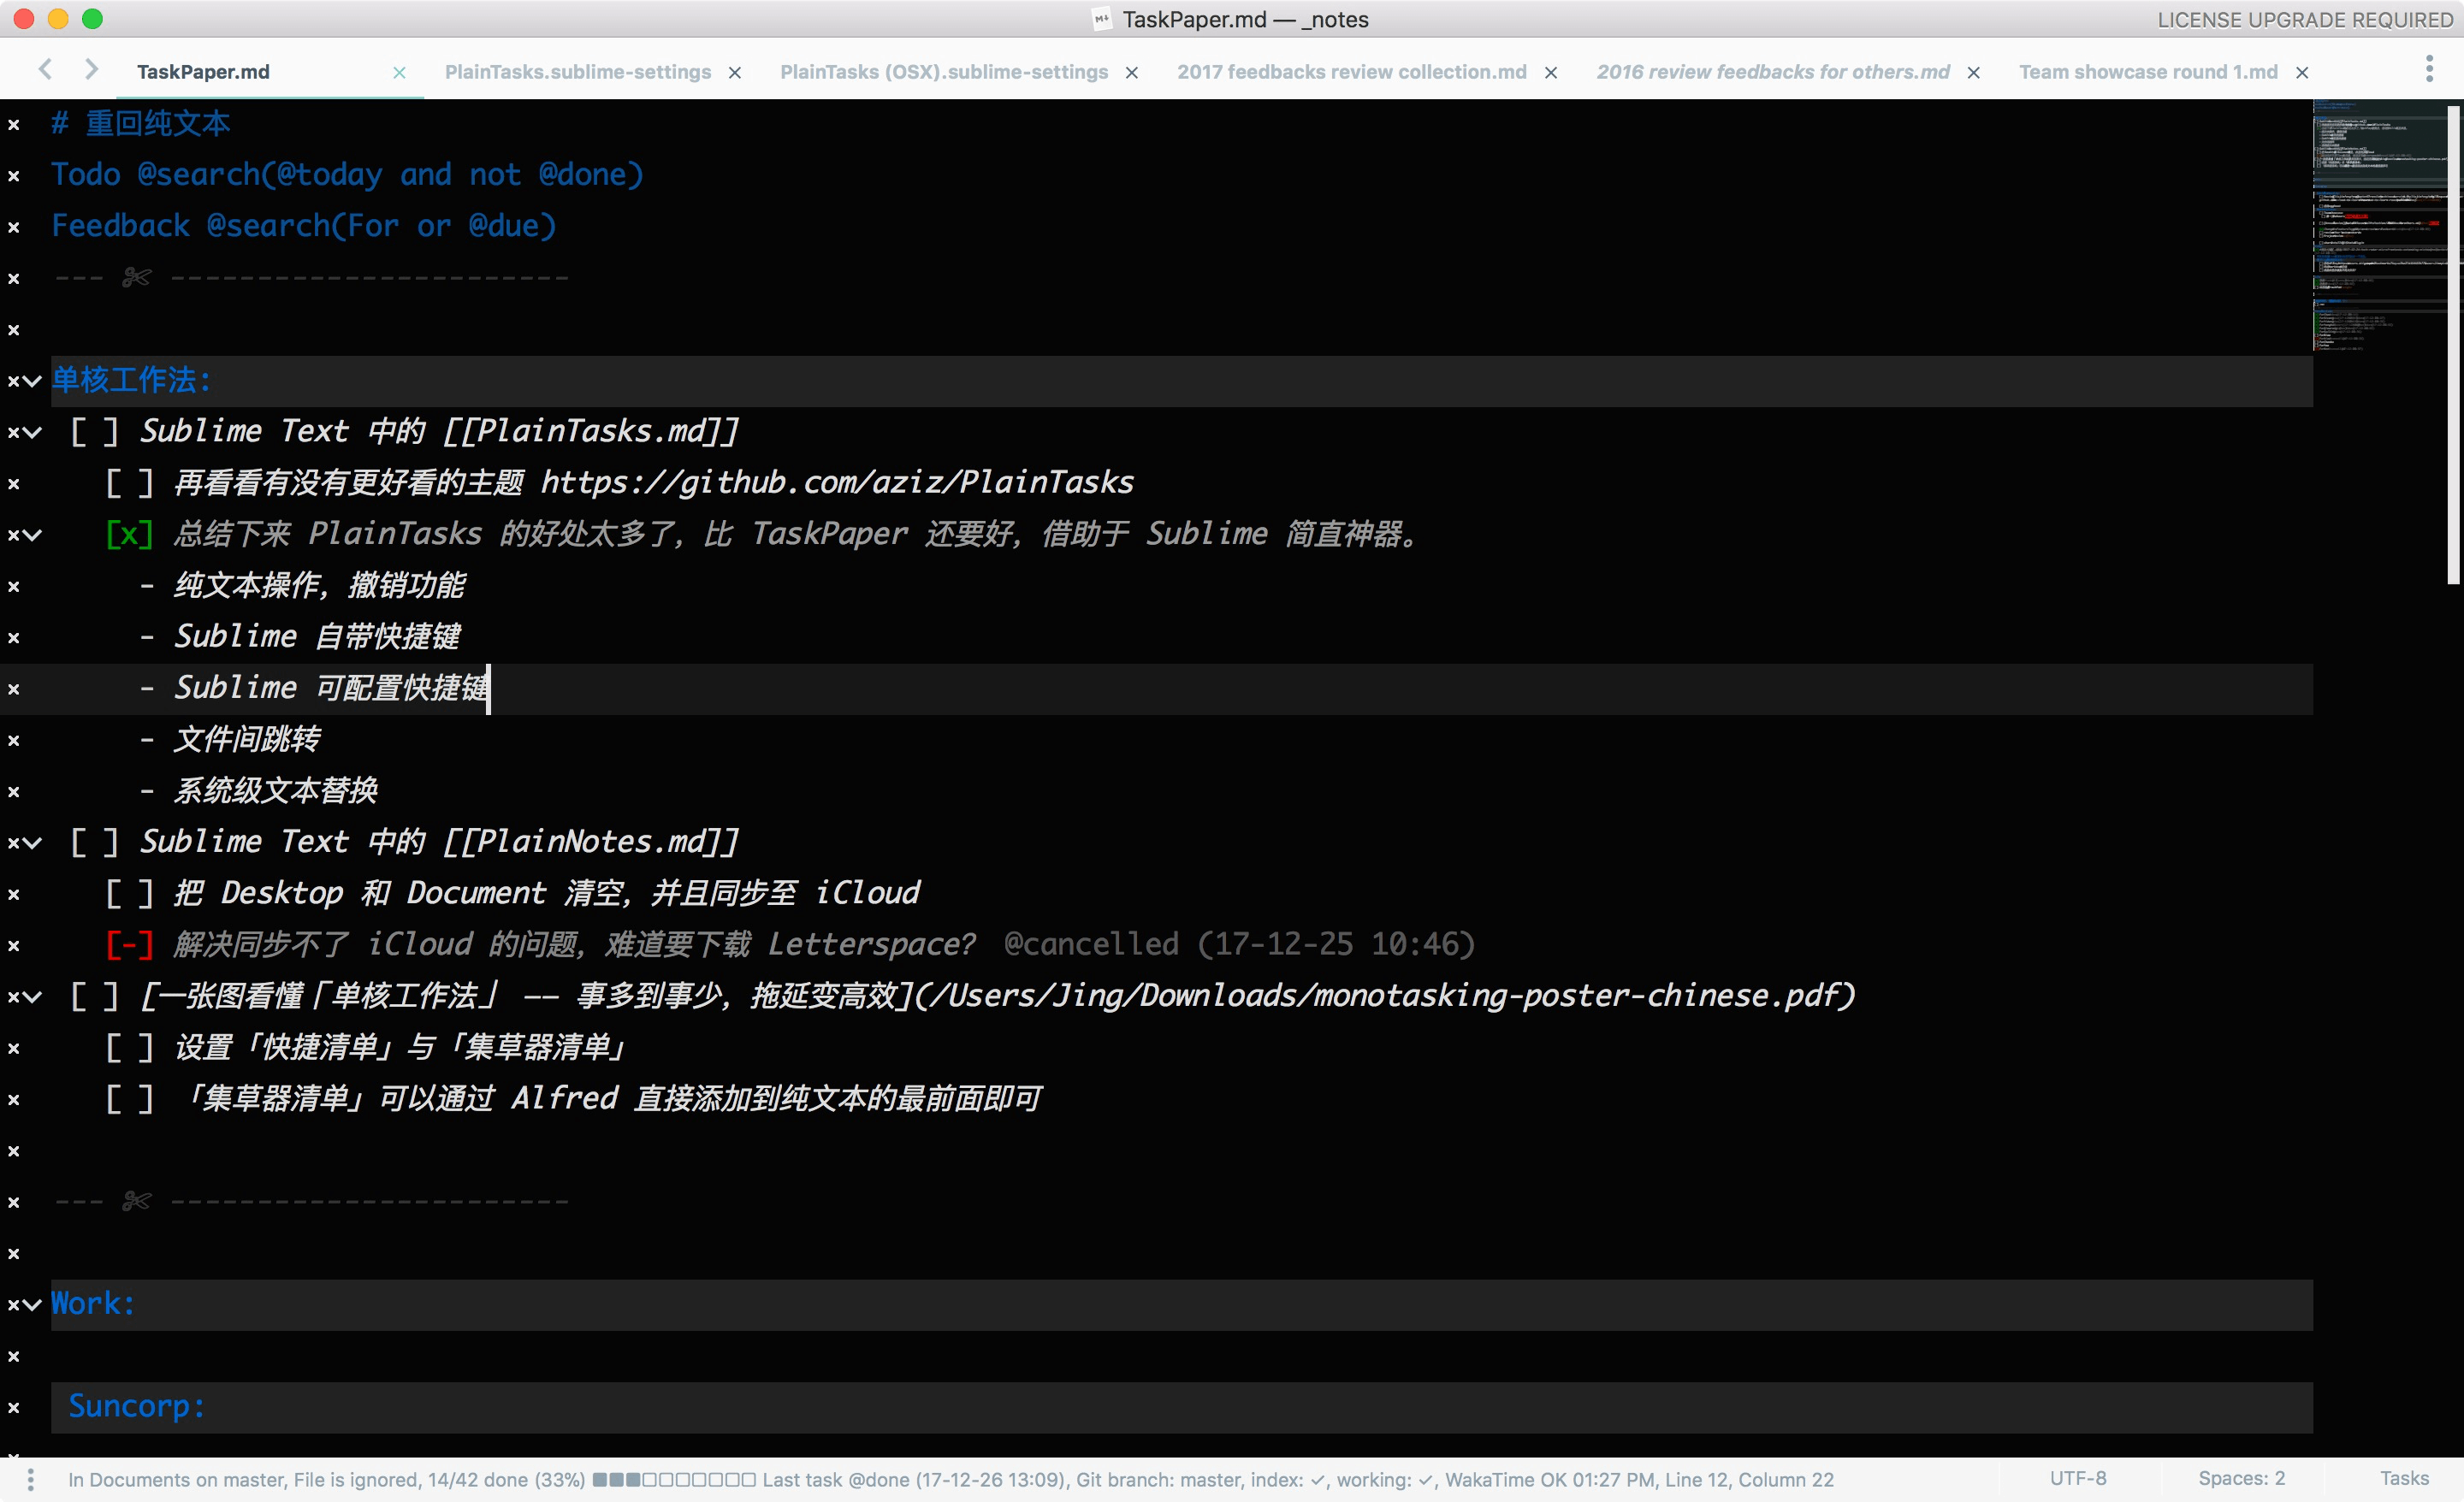 TaskPaper.md — _notes
LICENSE UPGRADE REQUIRED
TaskPaper.md
PlainTasks.sublime-settings
PlainTasks (OSX).sublime-settings
2017 feedbacks review collection.md
2016 review feedbacks for others.md
Team showcase round 1.md
# 重回纯文本
Todo @search(@today and not @done)
Feedback @search(For or @due)
--- ✄ -----------------------
单核工作法:
[ ] Sublime Text 中的 [[PlainTasks.md]]
[ ] 再看看有没有更好看的主题 https://github.com/aziz/PlainTasks
[x] 总结下来 PlainTasks 的好处太多了，比 TaskPaper 还要好，借助于 Sublime 简直神器。
- 纯文本操作，撤销功能
- Sublime 自带快捷键
- Sublime 可配置快捷键
- 文件间跳转
- 系统级文本替换
[ ] Sublime Text 中的 [[PlainNotes.md]]
[ ] 把 Desktop 和 Document 清空，并且同步至 iCloud
[-] 解决同步不了 iCloud 的问题，难道要下载 Letterspace? @cancelled (17-12-25 10:46)
[ ] [一张图看懂「单核工作法」 —— 事多到事少，拖延变高效](/Users/Jing/Downloads/monotasking-poster-chinese.pdf)
[ ] 设置「快捷清单」与「集草器清单」
[ ] 「集草器清单」可以通过 Alfred 直接添加到纯文本的最前面即可
--- ✄ -----------------------
Work:
Suncorp:
In Documents on master, File is ignored, 14/42 done (33%) ■■■□□□□□□□ Last task @done (17-12-26 13:09), Git branch: master, index: ✓, working: ✓, WakaTime OK 01:27 PM, Line 12, Column 22
UTF-8
Spaces: 2
Tasks